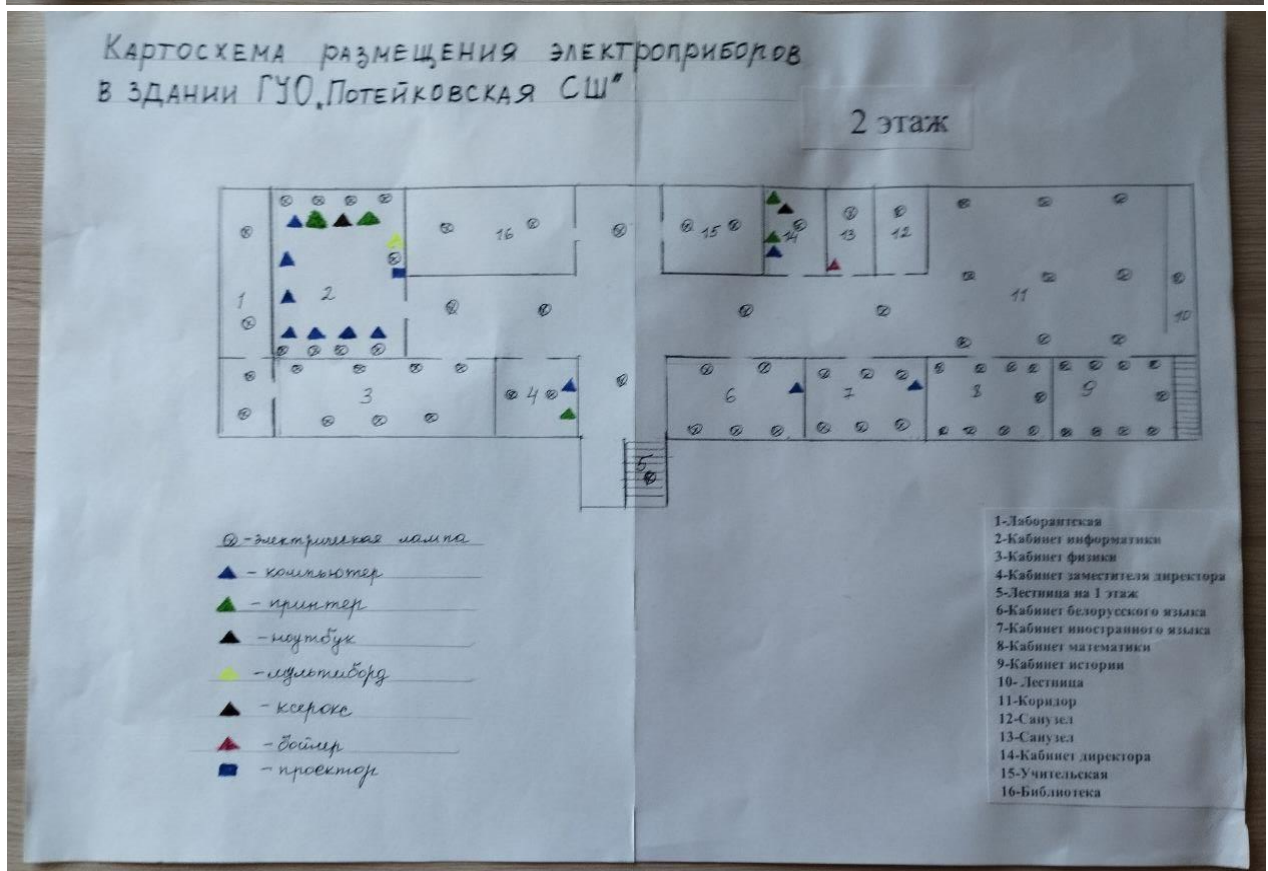 Картосхема размещения электроприборов
в здании ГУО „Потейковская СШ"
2 этаж
1
2
3
4
5
6
7
8
9
10
11
12
13
14
15
16
-электрическая лампа
- компьютер
- принтер
- ноутбук
- мультиборд
- ксерокс
- бойлер
- проектор
1-Лаборантская
2-Кабинет информатики
3-Кабинет физики
4-Кабинет заместителя директора
5-Лестница на 1 этаж
6-Кабинет белорусского языка
7-Кабинет иностранного языка
8-Кабинет математики
9-Кабинет истории
10- Лестница
11-Коридор
12-Санузел
13-Санузел
14-Кабинет директора
15-Учительская
16-Библиотека